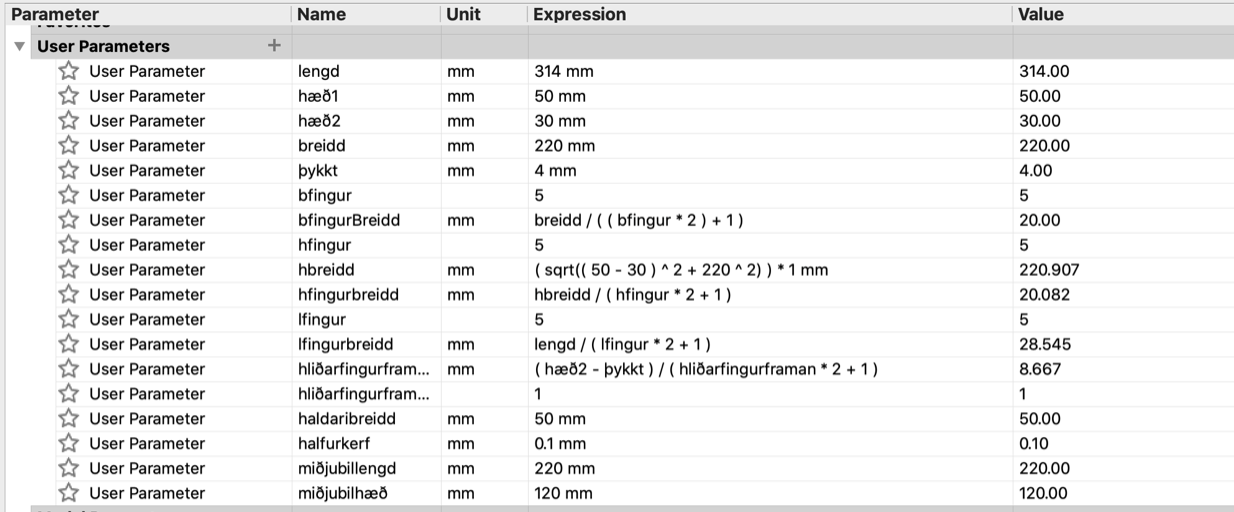 Parameter Name Unit Expression Value
User Parameters +
User Parameter lengd mm 314 mm 314.00
User Parameter hæð1 mm 50 mm 50.00
User Parameter hæð2 mm 30 mm 30.00
User Parameter breidd mm 220 mm 220.00
User Parameter þykkt mm 4 mm 4.00
User Parameter bfingur 5 5
User Parameter bfingurBreidd mm breidd / ( ( bfingur * 2 ) + 1 ) 20.00
User Parameter hfingur 5 5
User Parameter hbreidd mm ( sqrt(( 50 - 30 ) ^ 2 + 220 ^ 2) ) * 1 mm 220.907
User Parameter hfingurbreidd mm hbreidd / ( hfingur * 2 + 1 ) 20.082
User Parameter lfingur 5 5
User Parameter lfingurbreidd mm lengd / ( lfingur * 2 + 1 ) 28.545
User Parameter hliðarfingurfram... mm ( hæð2 - þykkt ) / ( hliðarfingurframan * 2 + 1 ) 8.667
User Parameter hliðarfingurfram... 1 1
User Parameter haldaribreidd mm 50 mm 50.00
User Parameter halfurkerf mm 0.1 mm 0.10
User Parameter miðjubillengd mm 220 mm 220.00
User Parameter miðjubilhæð mm 120 mm 120.00